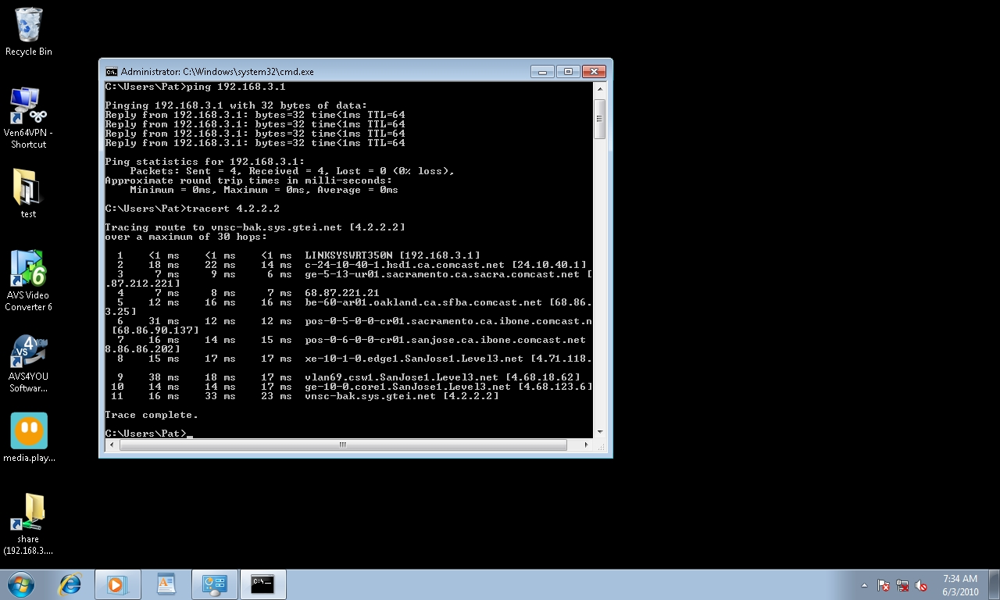 Recycle Bin
Ven64VPN -
Shortcut
test
AVS Video
Converter 6
AVS4YOU
Softwar...
media.play...
share
(192.168.3....
Administrator: C:\Windows\system32\cmd.exe
C:\Users\Pat>ping 192.168.3.1
Pinging 192.168.3.1 with 32 bytes of data:
Reply from 192.168.3.1: bytes=32 time<1ms TTL=64
Reply from 192.168.3.1: bytes=32 time<1ms TTL=64
Reply from 192.168.3.1: bytes=32 time<1ms TTL=64
Reply from 192.168.3.1: bytes=32 time<1ms TTL=64
Ping statistics for 192.168.3.1:
Packets: Sent = 4, Received = 4, Lost = 0 (0% loss),
Approximate round trip times in milli-seconds:
Minimum = 0ms, Maximum = 0ms, Average = 0ms
C:\Users\Pat>tracert 4.2.2.2
Tracing route to vnsc-bak.sys.gtei.net [4.2.2.2]
over a maximum of 30 hops:
1 <1 ms <1 ms <1 ms LINKSYSWRT350N [192.168.3.1]
2 18 ms 22 ms 14 ms c-24-10-40-1.hsd1.ca.comcast.net [24.10.40.1]
3 7 ms 9 ms 6 ms ge-5-13-ur01.sacramento.ca.sacra.comcast.net [
.87.212.221]
4 7 ms 8 ms 7 ms 68.87.221.21
5 12 ms 16 ms 16 ms be-60-ar01.oakland.ca.sfba.comcast.net [68.86.
3.25]
6 31 ms 12 ms 12 ms pos-0-5-0-0-cr01.sacramento.ca.ibone.comcast.n
[68.86.90.137]
7 16 ms 14 ms 15 ms pos-0-6-0-0-cr01.sanjose.ca.ibone.comcast.net
8.86.86.202]
8 15 ms 17 ms 17 ms xe-10-1-0.edge1.SanJose1.Level3.net [4.71.118.
9 38 ms 18 ms 17 ms vlan69.csw1.SanJose1.Level3.net [4.68.18.62]
10 14 ms 14 ms 17 ms ge-10-0.core1.SanJose1.Level3.net [4.68.123.6]
11 16 ms 33 ms 23 ms vnsc-bak.sys.gtei.net [4.2.2.2]
Trace complete.
C:\Users\Pat>_
7:34 AM
6/3/2010